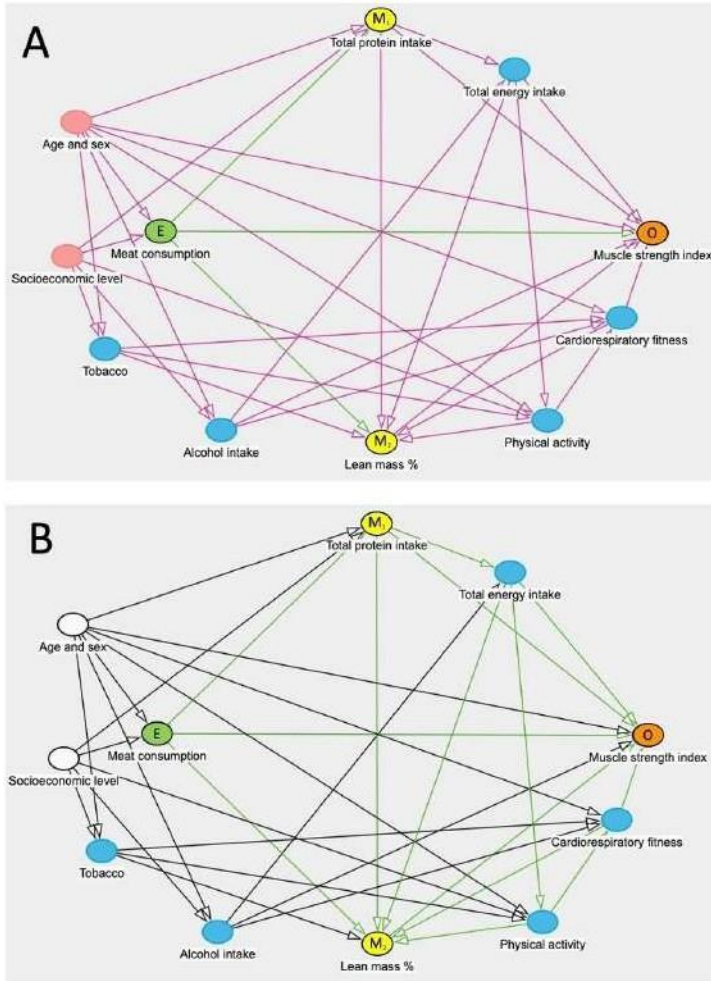 A
M₁
Total protein intake
Total energy intake
Age and sex
E
Meat consumption
O
Muscle strength index
Socioeconomic level
Cardiorespiratory fitness
Tobacco
Physical activity
Alcohol intake
M₂
Lean mass %
B
M₁
Total protein intake
Total energy intake
Age and sex
E
Meat consumption
O
Muscle strength index
Socioeconomic level
Cardiorespiratory fitness
Tobacco
Physical activity
Alcohol intake
M₂
Lean mass %